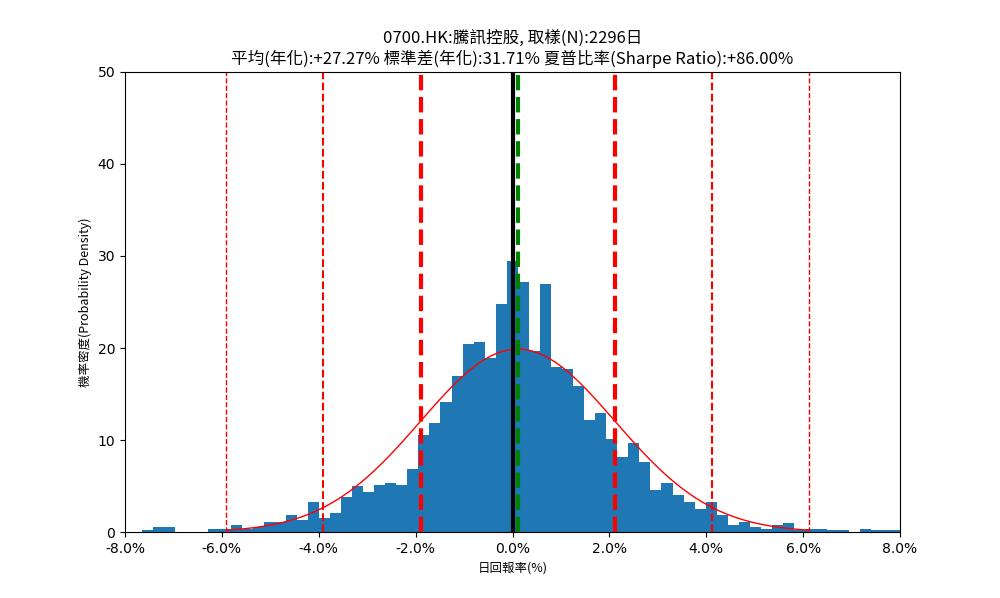 0700.HK:騰訊控股, 取樣(N):2296日
平均(年化):+27.27% 標準差(年化):31.71% 夏普比率(Sharpe Ratio):+86.00%
50
40
30
20
10
0
機率密度(Probability Density)
-8.0% -6.0% -4.0% -2.0% 0.0% 2.0% 4.0% 6.0% 8.0%
日回報率(%)